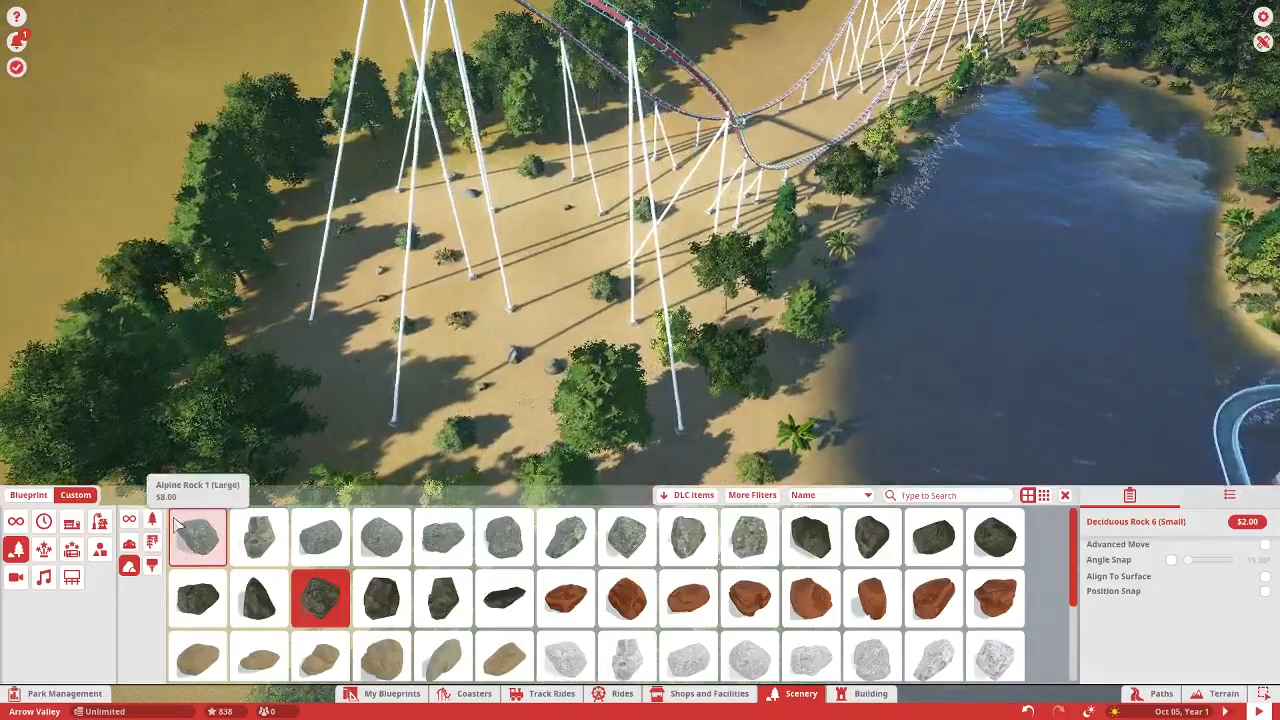 ?
1
Blueprint
Custom
Alpine Rock 1 (Large)
$8.00
DLC Items
More Filters
Name
Type to Search
Deciduous Rock 6 (Small)
$2.00
Advanced Move
Angle Snap
15.00°
Align To Surface
Position Snap
Park Management
My Blueprints
Coasters
Track Rides
Rides
Shops and Facilities
Scenery
Building
Paths
Terrain
Arrow Valley
Unlimited
838
0
Oct 05, Year 1